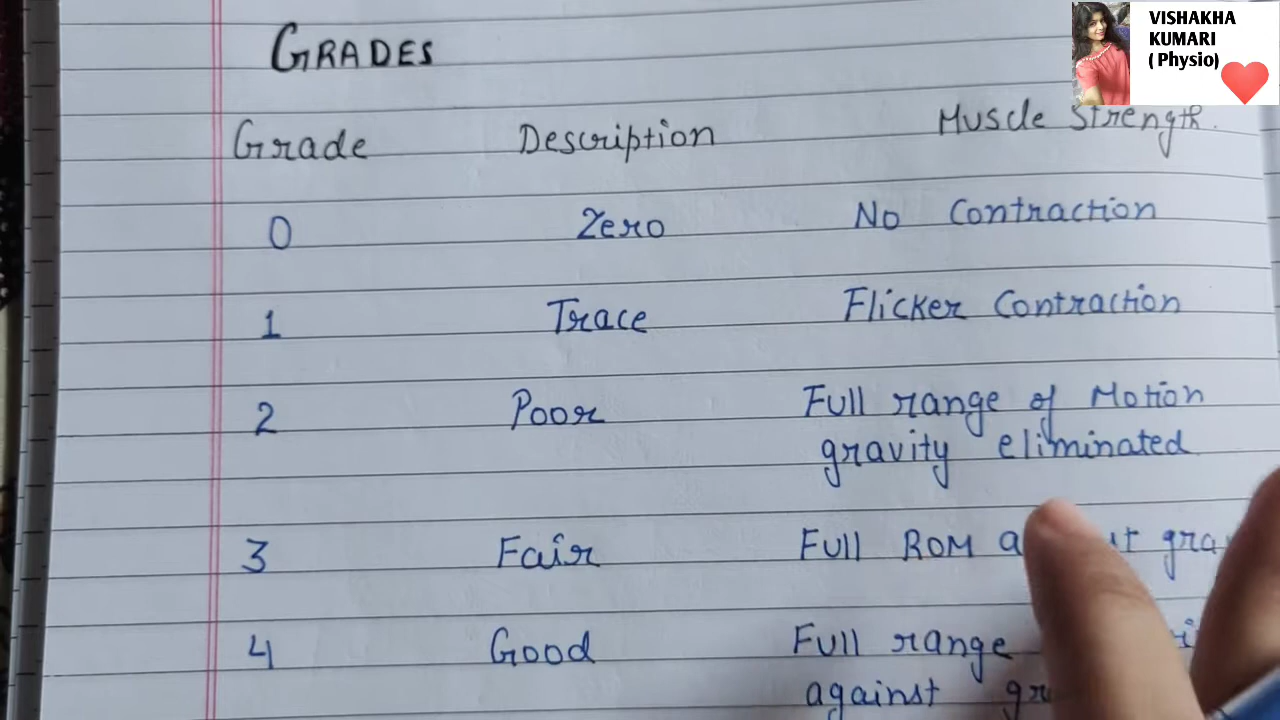 VISHAKHA
KUMARI
( Physio)
GRADES
Grade Description Muscle Strength.
0 Zero No Contraction
1 Trace Flicker Contraction
2 Poor Full range of Motion
gravity eliminated
3 Fair Full ROM
4 Good Full range
against